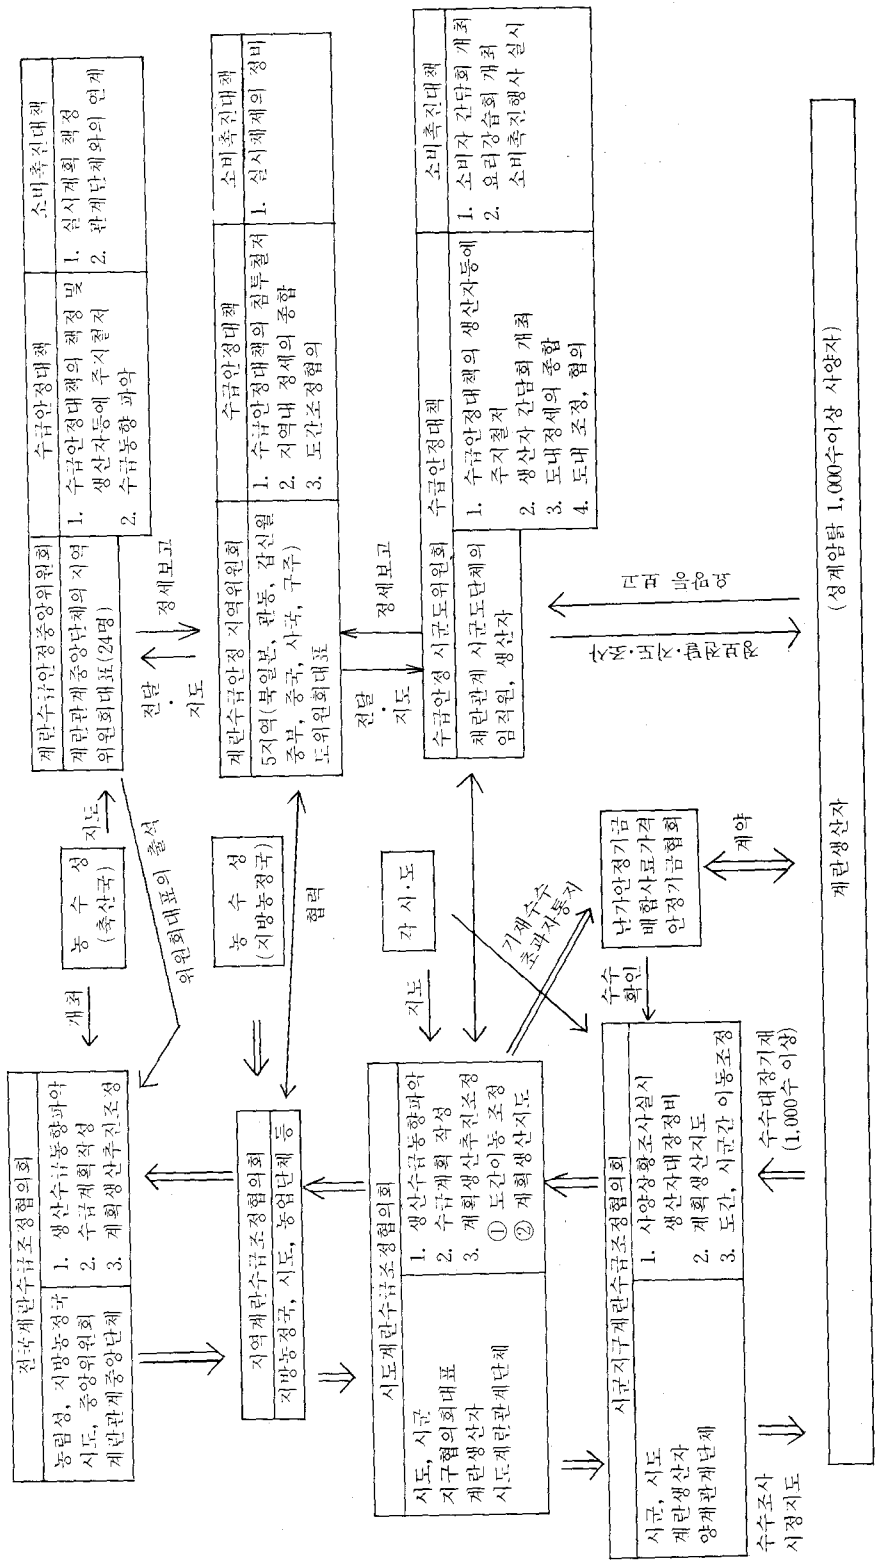 전국계란수급조정협의회
농림성, 지방농정국
시도, 중앙위원회
계란관계중앙단체
1. 생산수급동향파악
2. 수급계획작성
3. 계획생산추진조정
개최
농수성
(축산국)
지도
위원회대표의 출석
계란수급안정중앙위원회
계란관계중앙단체의 지역
위원회대표(24명)
수급안정대책
1. 수급안정대책의 책정 및
생산자등에 주지철저
2. 수급동향 파악
소비촉진대책
1. 실시계획 책정
2. 관계단체와의 연계
전달
·
지도
정세보고
지역계란수급조정협의회
지방농정국, 시도, 농업단체 등
농수성
(지방농정국)
협력
계란수급안정 지역위원회
5지역(북일본, 관동, 갑신월
중부, 중국, 사국, 구주)
도위원회대표
수급안정대책
1. 수급안정대책의 침투철저
2. 지역내 정세의 종합
3. 도간조정협의
소비촉진대책
1. 실시체제의 정비
전달
·
지도
정세보고
시도계란수급조정협의회
시도, 시군
지구협의회대표
계란생산자
시도계란관계단체
1. 생산수급동향파악
2. 수급계획 작성
3. 계획생산추진조정
① 도간이동 조정
② 계획생산지도
지도
각 시·도
수급안정 시군도위원회
채란관계 시군도단체의
임직원, 생산자
수급안정대책
1. 수급안정대책의 생산자등에
주지철저
2. 생산자 간담회 개최
3. 도내정세의 종합
4. 도내 조정, 협의
소비촉진대책
1. 소비자 간담회 개최
2. 요리강습회 개최
소비촉진행사 실시
기재수수
초과자통지
시군지구계란수급조정협의회
시군, 시도
계란생산자
양계관계단체
1. 사양상황조사실시
생산자대장정비
2. 계획생산지도
3. 도간, 시군간 이동조정
수수
확인
난가안정기금
배합사료가격
안정기금협회
계약
정보전달·지도·조사
요망등 보고
수수조사
시정지도
수수대장기재
(1,000수 이상)
계란생산자
(성계암탉 1,000수이상 사양자)